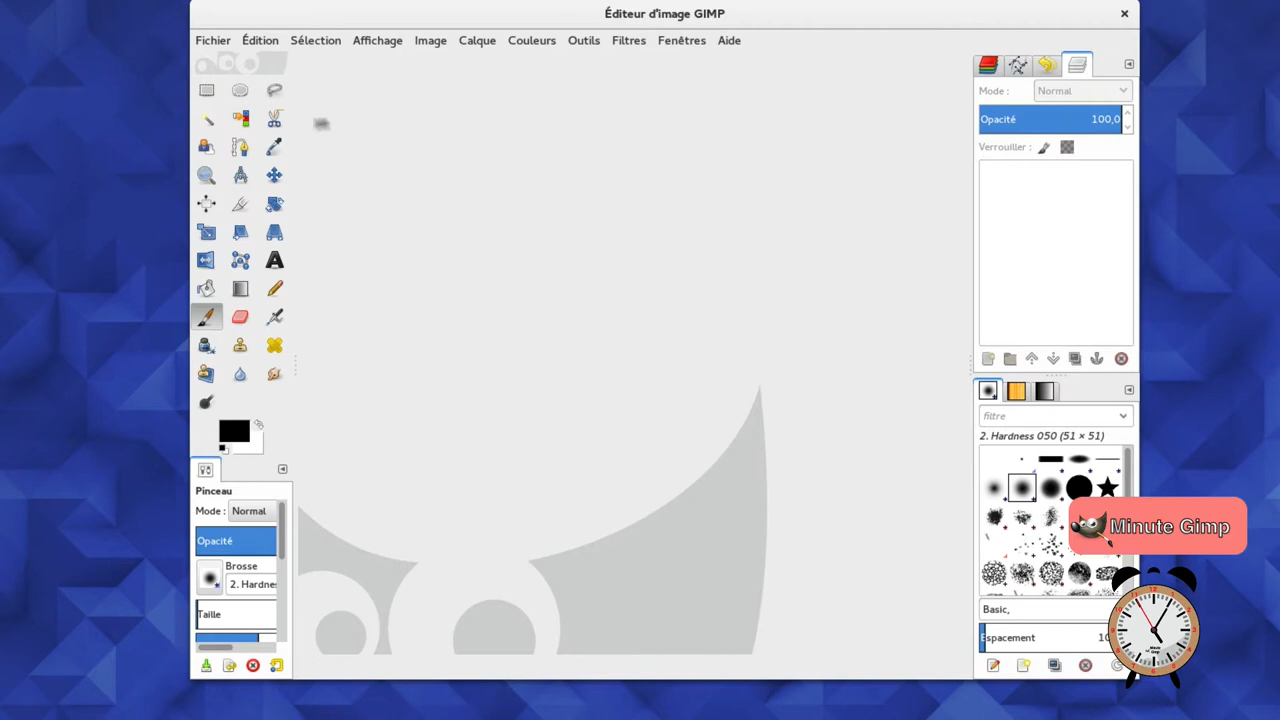 Éditeur d'image GIMP
Fichier Édition Sélection Affichage Image Calque Couleurs Outils Filtres Fenêtres Aide
Mode : Normal
Opacité 100,0
Verrouiller :
filtre
2. Hardness 050 (51 × 51)
Pinceau
Mode : Normal
Opacité
Brosse
2. Hardne
Taille
Minute Gimp
Basic,
Espacement 10